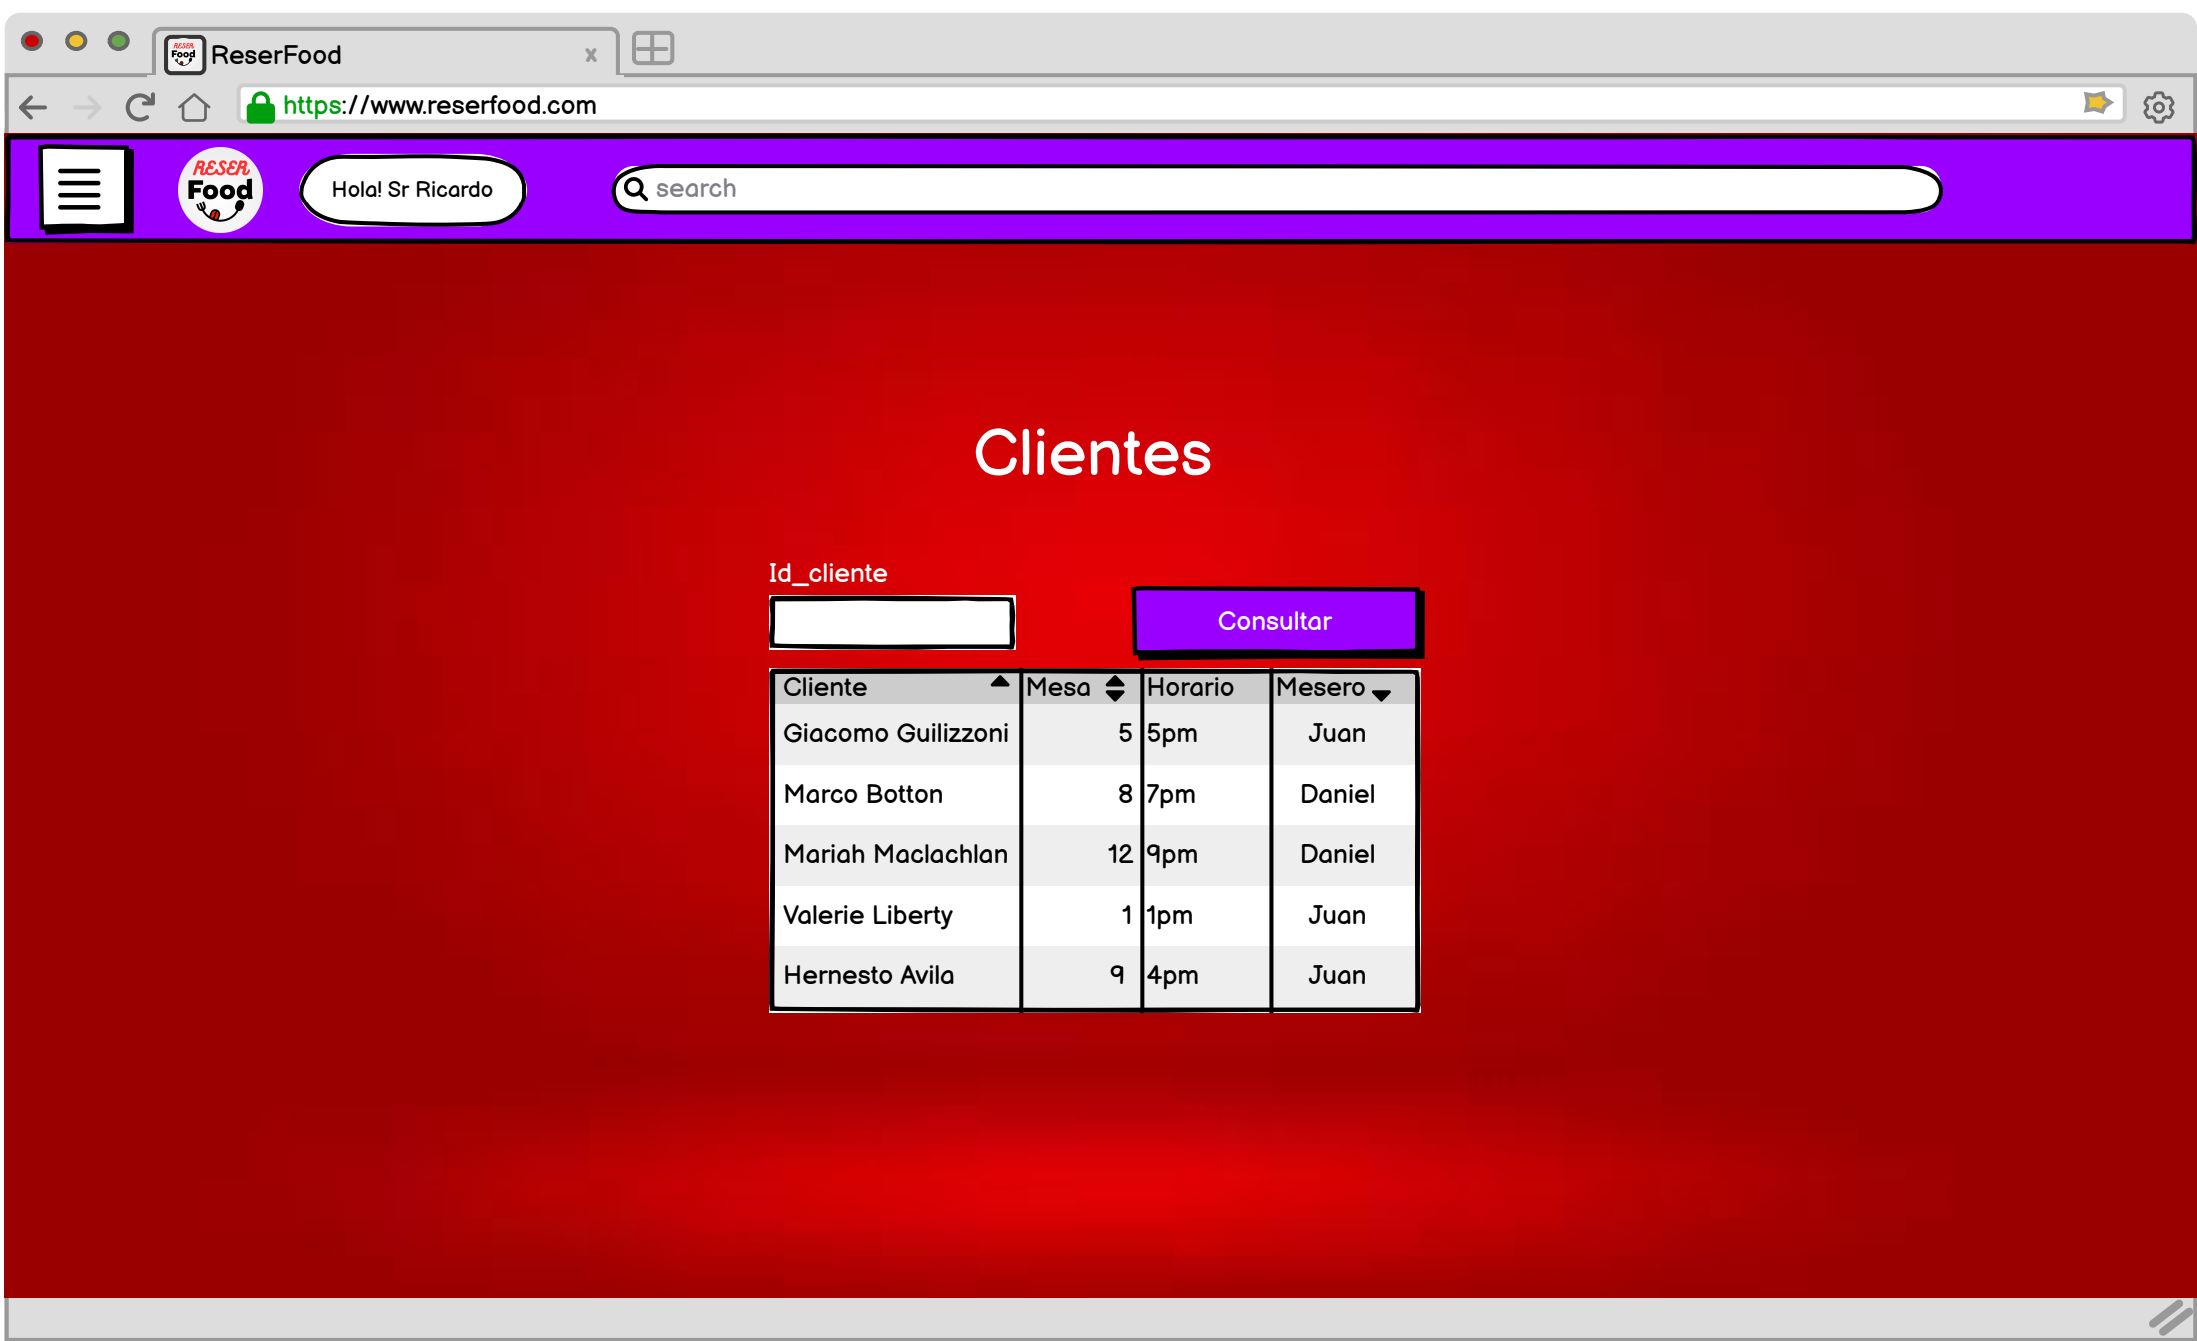 RESER
Food
ReserFood
x
https://www.reserfood.com
RESER
Food
Hola! Sr Ricardo
search
Clientes
Id_cliente
Consultar
Cliente Mesa Horario Mesero
Giacomo Guilizzoni 5 5pm Juan
Marco Botton 8 7pm Daniel
Mariah Maclachlan 12 9pm Daniel
Valerie Liberty 1 1pm Juan
Hernesto Avila 9 4pm Juan